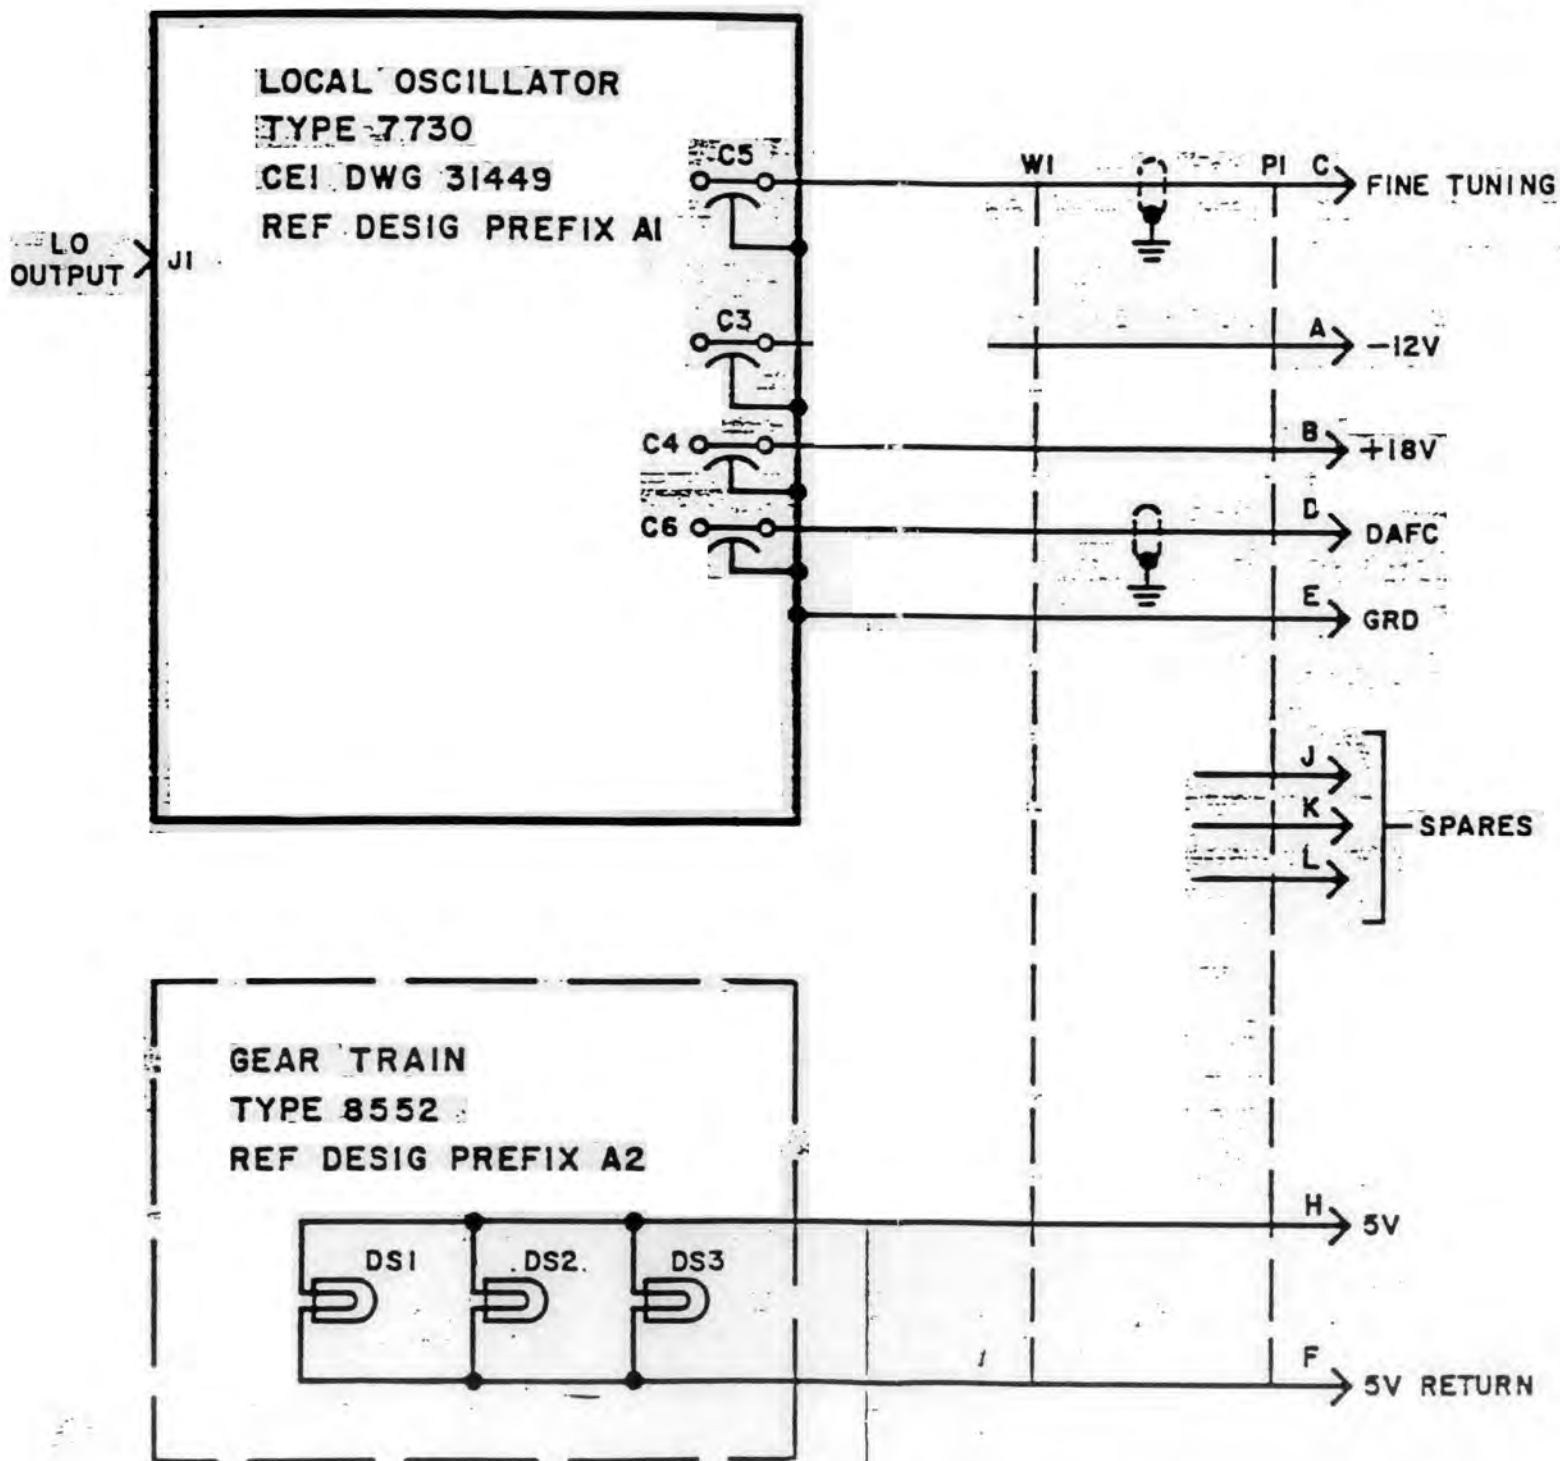 LOCAL OSCILLATOR
TYPE 7730
CEI DWG 31449
REF DESIG PREFIX A1
LO
OUTPUT
J1
C5
W1
P1
C
FINE TUNING
C3
A
-12V
C4
B
+18V
C6
D
DAFC
E
GRD
J
K
L
SPARES
GEAR TRAIN
TYPE 8552
REF DESIG PREFIX A2
DS1
DS2
DS3
H
5V
F
5V RETURN